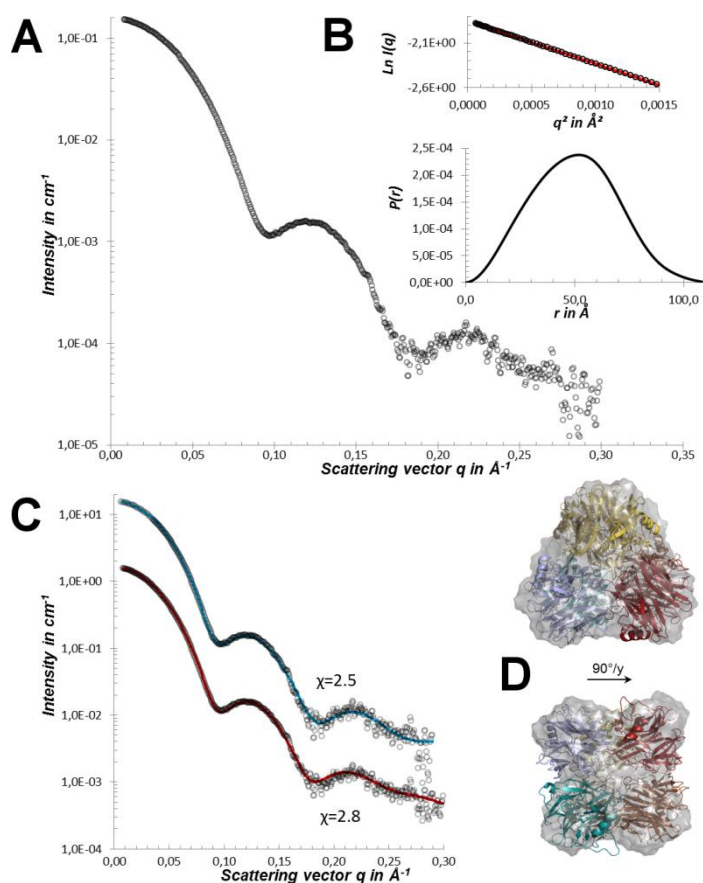 A
Intensity in cm⁻¹
1,0E-01
1,0E-02
1,0E-03
1,0E-04
1,0E-05
0,00 0,05 0,10 0,15 0,20 0,25 0,30 0,35
Scattering vector q in Å⁻¹
B
Ln I(q)
-2,1E+00
-2,6E+00
0,0000 0,0005 0,0010 0,0015
q² in Å²
P(r)
2,5E-04
2,0E-04
1,5E-04
1,0E-04
5,0E-05
0,0E+00
0,0 50,0 100,0
r in Å
C
Intensity in cm⁻¹
1,0E+01
1,0E+00
1,0E-01
1,0E-02
1,0E-03
1,0E-04
χ=2.5
χ=2.8
0,00 0,05 0,10 0,15 0,20 0,25 0,30
Scattering vector q in Å⁻¹
D
90°/y